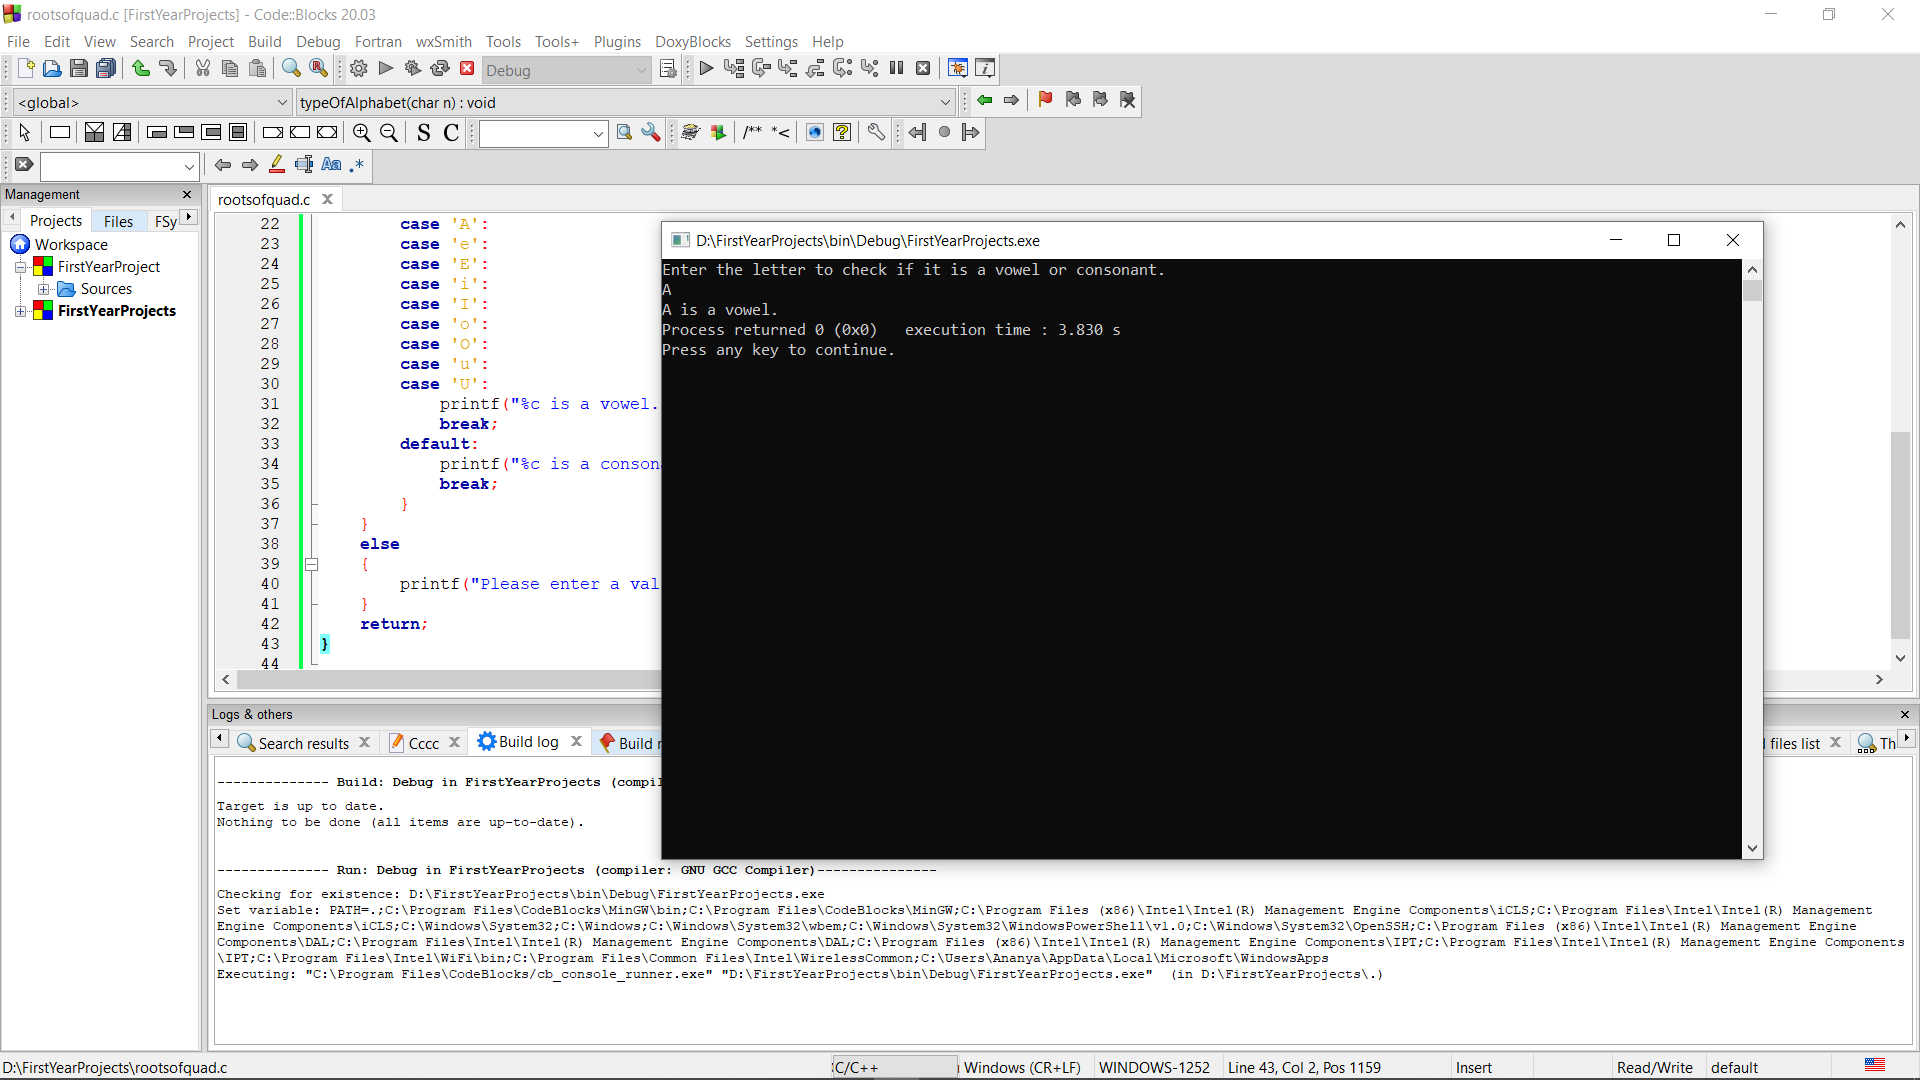 rootsofquad.c [FirstYearProjects] - Code::Blocks 20.03
File Edit View Search Project Build Debug Fortran wxSmith Tools Tools+ Plugins DoxyBlocks Settings Help
Debug
<global> typeOfAlphabet(char n) : void
S C /** *<
Aa .*
Management
Projects Files FSy
Workspace
FirstYearProject
Sources
FirstYearProjects
rootsofquad.c
22 case 'A':
23 case 'e':
24 case 'E':
25 case 'i':
26 case 'I':
27 case 'o':
28 case 'O':
29 case 'u':
30 case 'U':
31 printf("%c is a vowel.
32 break;
33 default:
34 printf("%c is a conson
35 break;
36 }
37 }
38 else
39 {
40 printf("Please enter a val
41 }
42 return;
43 }
44
D:\FirstYearProjects\bin\Debug\FirstYearProjects.exe
Enter the letter to check if it is a vowel or consonant.
A
A is a vowel.
Process returned 0 (0x0)   execution time : 3.830 s
Press any key to continue.
Logs & others
Search results Cccc Build log Build files list Th
-------------- Build: Debug in FirstYearProjects (compil
Target is up to date.
Nothing to be done (all items are up-to-date).
-------------- Run: Debug in FirstYearProjects (compiler: GNU GCC Compiler)---------------
Checking for existence: D:\FirstYearProjects\bin\Debug\FirstYearProjects.exe
Set variable: PATH=.;C:\Program Files\CodeBlocks\MinGW\bin;C:\Program Files\CodeBlocks\MinGW;C:\Program Files (x86)\Intel\Intel(R) Management Engine Components\iCLS;C:\Program Files\Intel\Intel(R) Management
Engine Components\iCLS;C:\Windows\System32;C:\Windows;C:\Windows\System32\wbem;C:\Windows\System32\WindowsPowerShell\v1.0;C:\Windows\System32\OpenSSH;C:\Program Files (x86)\Intel\Intel(R) Management Engine
Components\DAL;C:\Program Files\Intel\Intel(R) Management Engine Components\DAL;C:\Program Files (x86)\Intel\Intel(R) Management Engine Components\IPT;C:\Program Files\Intel\Intel(R) Management Engine Components
\IPT;C:\Program Files\Intel\WiFi\bin;C:\Program Files\Common Files\Intel\WirelessCommon;C:\Users\Ananya\AppData\Local\Microsoft\WindowsApps
Executing: "C:\Program Files\CodeBlocks/cb_console_runner.exe" "D:\FirstYearProjects\bin\Debug\FirstYearProjects.exe"  (in D:\FirstYearProjects\.)
D:\FirstYearProjects\rootsofquad.c C/C++ Windows (CR+LF) WINDOWS-1252 Line 43, Col 2, Pos 1159 Insert Read/Write default